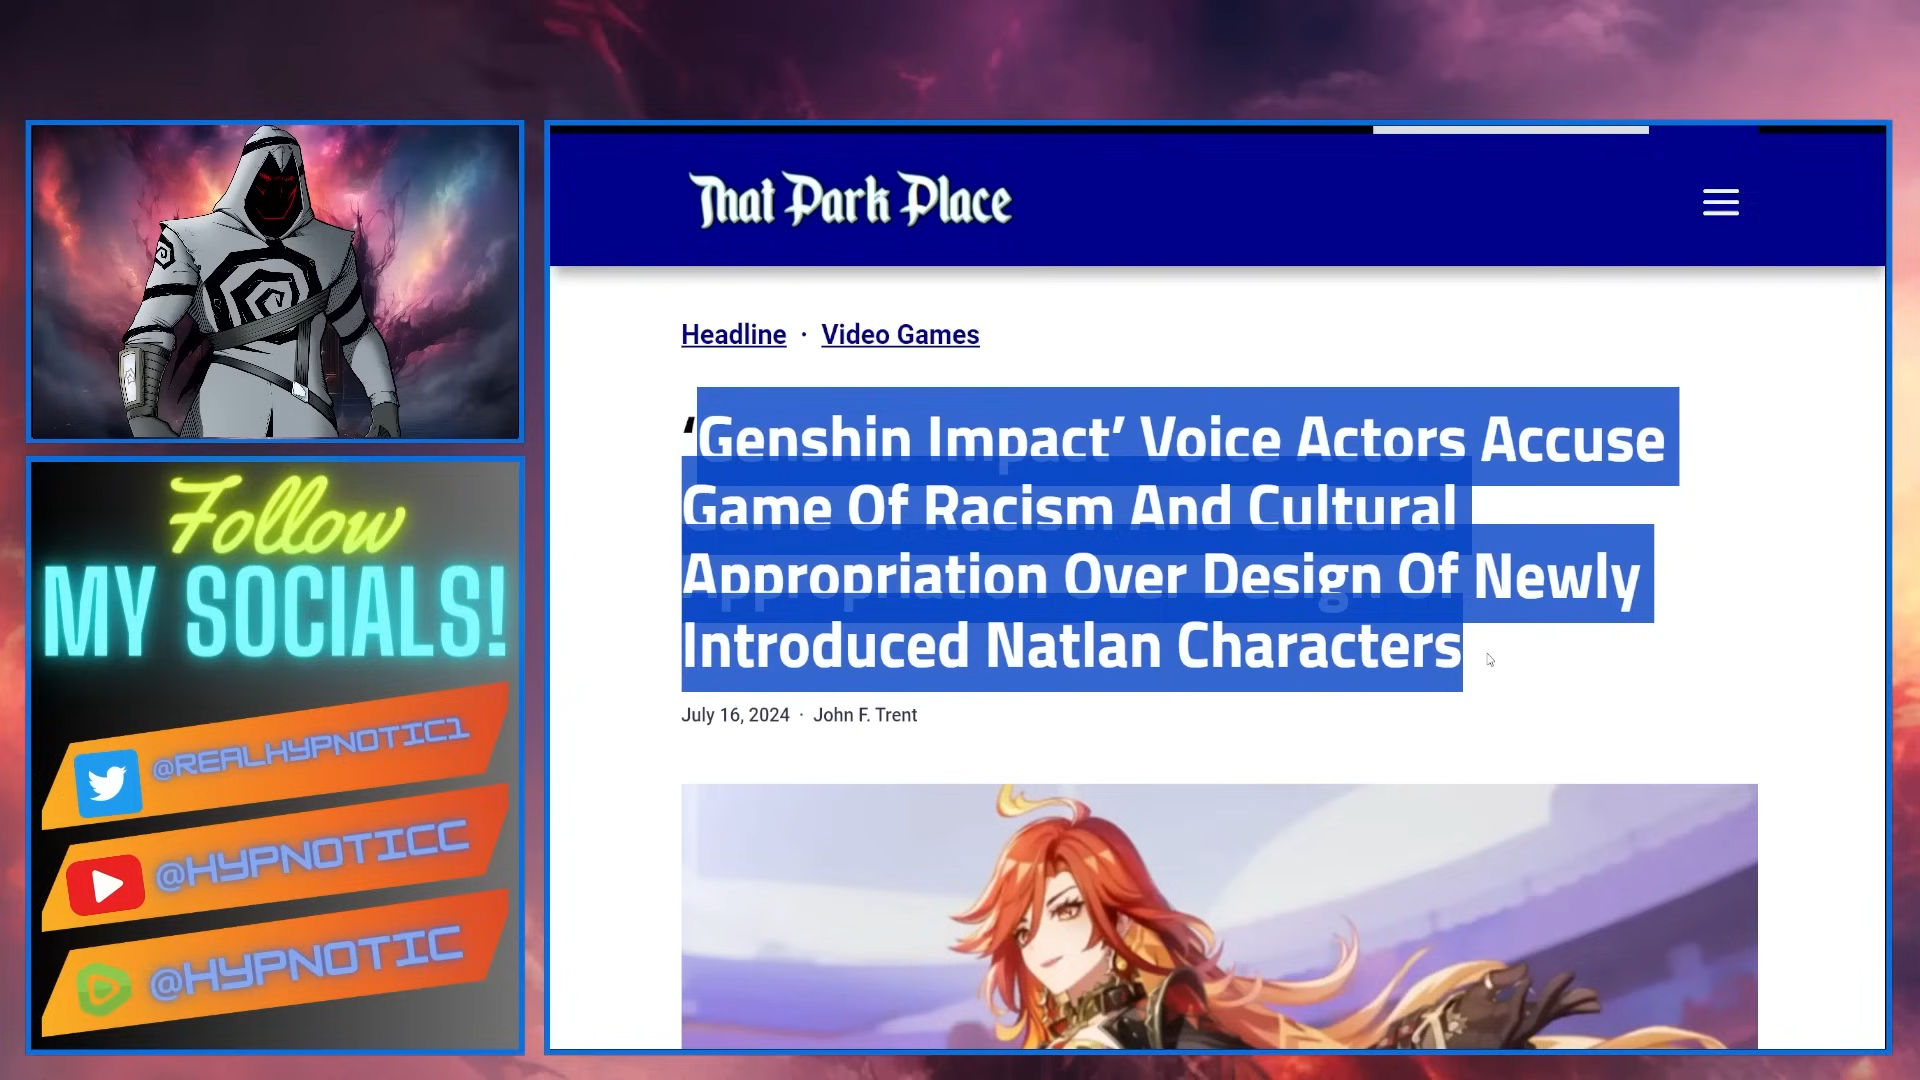 Follow
MY SOCIALS!
@REALHYPNOTIC1
@HYPNOTICC
@HYPNOTIC
That Park Place
Headline · Video Games
‘Genshin Impact’ Voice Actors Accuse
Game Of Racism And Cultural
Appropriation Over Design Of Newly
Introduced Natlan Characters
July 16, 2024 · John F. Trent